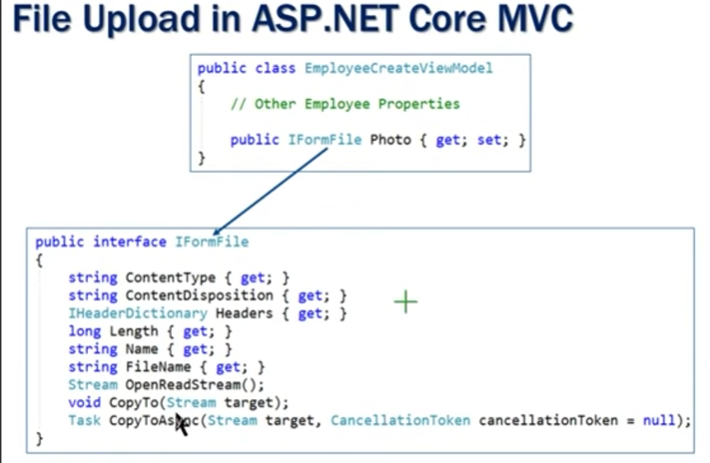 File Upload in ASP.NET Core MVC
public class EmployeeCreateViewModel
{
// Other Employee Properties
public IFormFile Photo { get; set; }
}
public interface IFormFile
{
string ContentType { get; }
string ContentDisposition { get; }
IHeaderDictionary Headers { get; }
long Length { get; }
string Name { get; }
string FileName { get; }
Stream OpenReadStream();
void CopyTo(Stream target);
Task CopyToAsync(Stream target, CancellationToken cancellationToken = null);
}